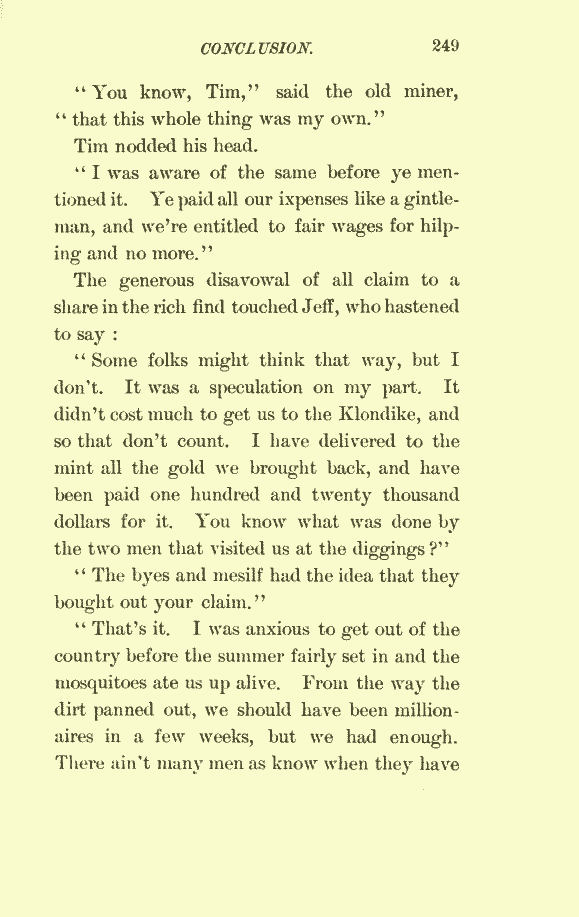 CONCLUSION. 249
“ You know, Tim,” said the old miner,
“ that this whole thing was my own.”
Tim nodded his head.
“ I was aware of the same before ye men-
tioned it. Ye paid all our ixpenses like a gintle-
man, and we’re entitled to fair wages for hilp-
ing and no more.”
The generous disavowal of all claim to a
share in the rich find touched Jeff, who hastened
to say :
“ Some folks might think that way, but I
don’t. It was a speculation on my part. It
didn’t cost much to get us to the Klondike, and
so that don’t count. I have delivered to the
mint all the gold we brought back, and have
been paid one hundred and twenty thousand
dollars for it. You know what was done by
the two men that visited us at the diggings ?”
“ The byes and mesilf had the idea that they
bought out your claim.”
“ That’s it. I was anxious to get out of the
country before the summer fairly set in and the
mosquitoes ate us up alive. From the way the
dirt panned out, we should have been million-
aires in a few weeks, but we had enough.
There ain’t many men as know when they have